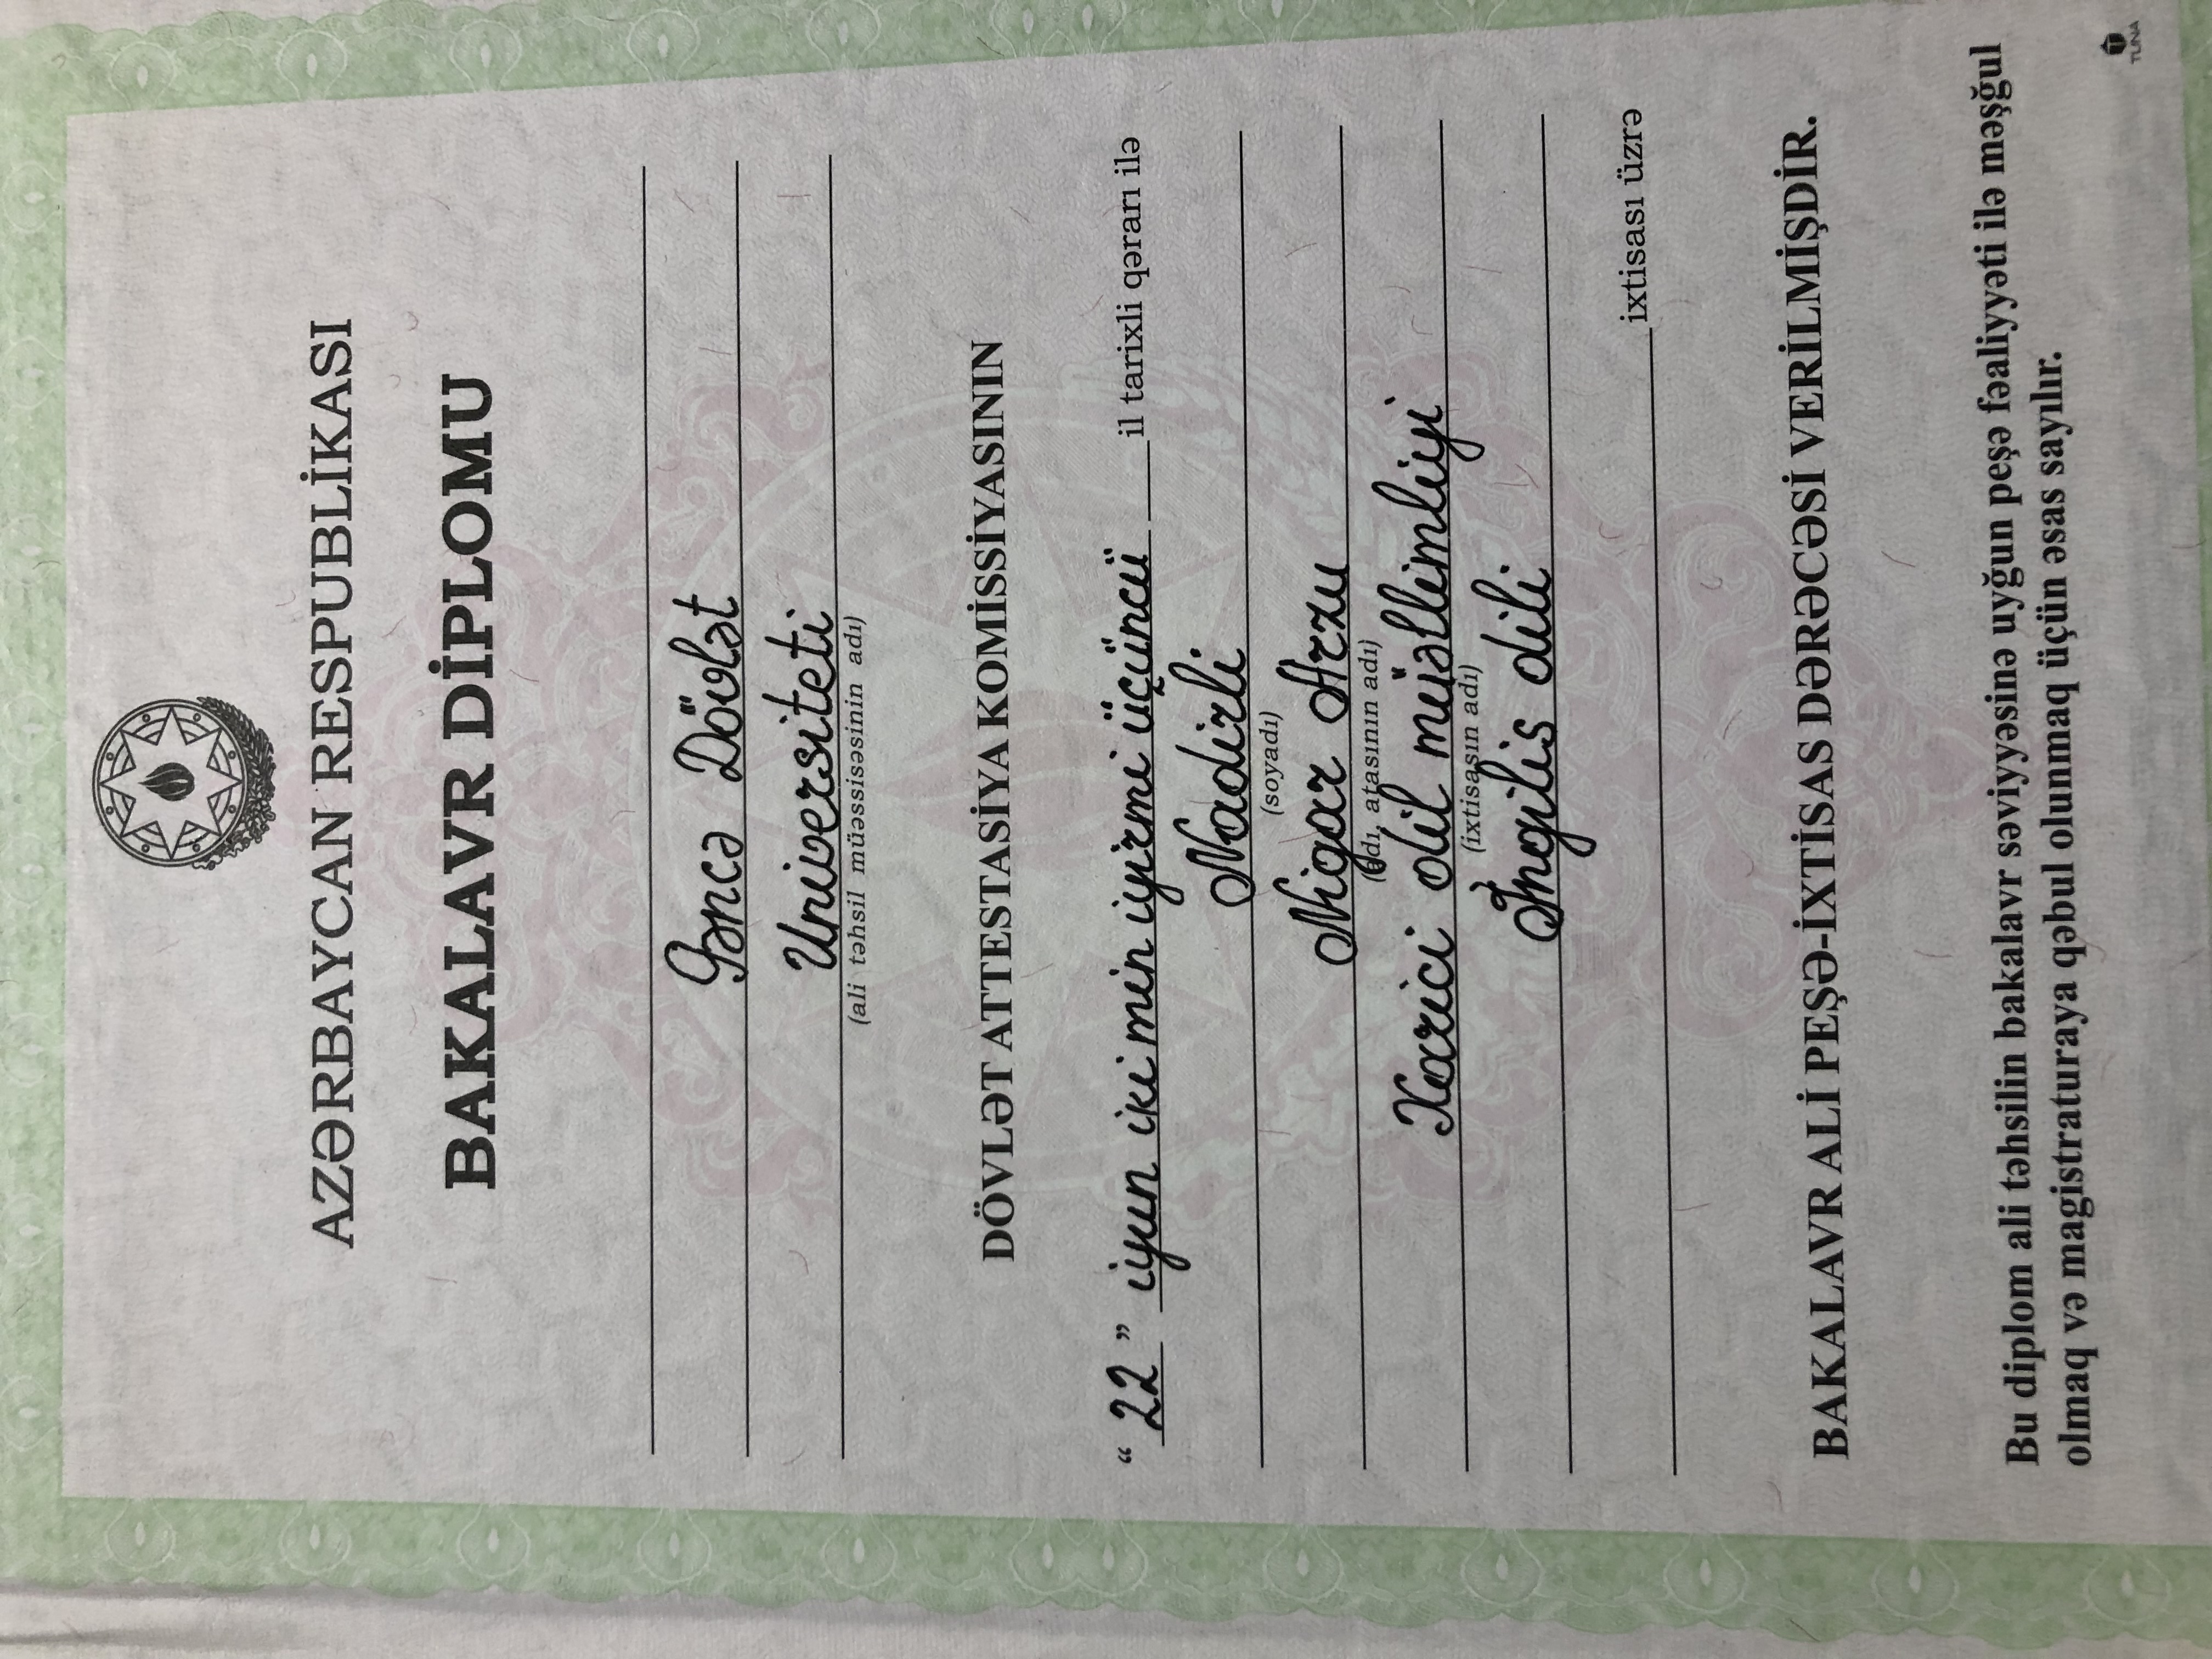 AZƏRBAYCAN RESPUBLİKASI
BAKALAVR DİPLOMU
Gəncə Dövlət
Universiteti
(ali təhsil müəssisəsinin adı)
DÖVLƏT ATTESTASİYA KOMİSSİYASININ
“ 22 ” iyun iki min iyirmi üçüncü il tarixli qərarı ilə
Nadirli
(soyadı)
Nigar Arzu
(adı, atasının adı)
Xarici dil müəllimliyi
(ixtisasın adı)
İngilis dili
ixtisası üzrə
BAKALAVR ALİ PEŞƏ-İXTİSAS DƏRƏCƏSİ VERİLMİŞDİR.
Bu diplom ali təhsilin bakalavr səviyyəsinə uyğun peşə fəaliyyəti ilə məşğul
olmaq və magistraturaya qəbul olunmaq üçün əsas sayılır.
TUNA